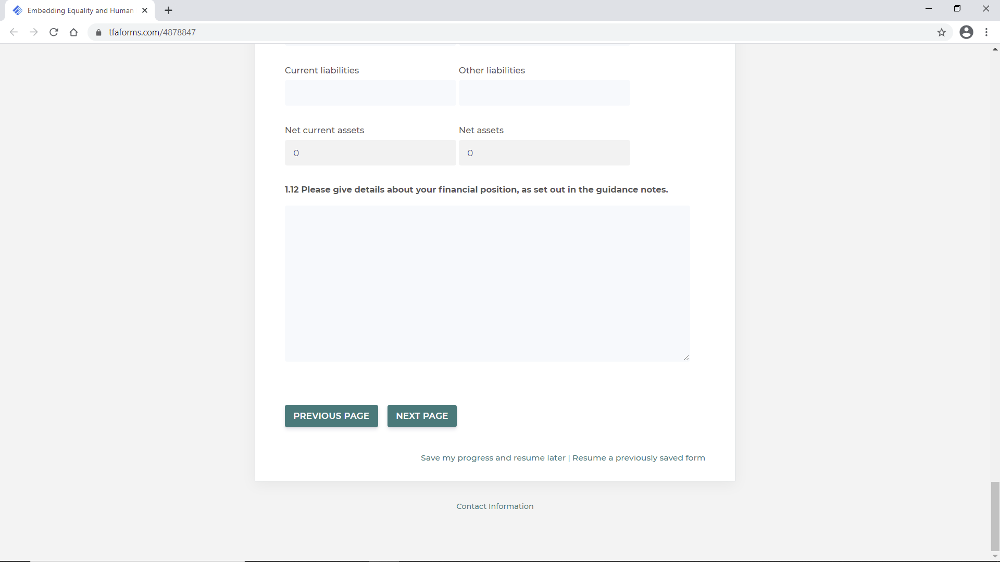 Embedding Equality and Human
tfaforms.com/4878847
Current liabilities Other liabilities
Net current assets Net assets
0 0
1.12 Please give details about your financial position, as set out in the guidance notes.
PREVIOUS PAGE NEXT PAGE
Save my progress and resume later | Resume a previously saved form
Contact Information